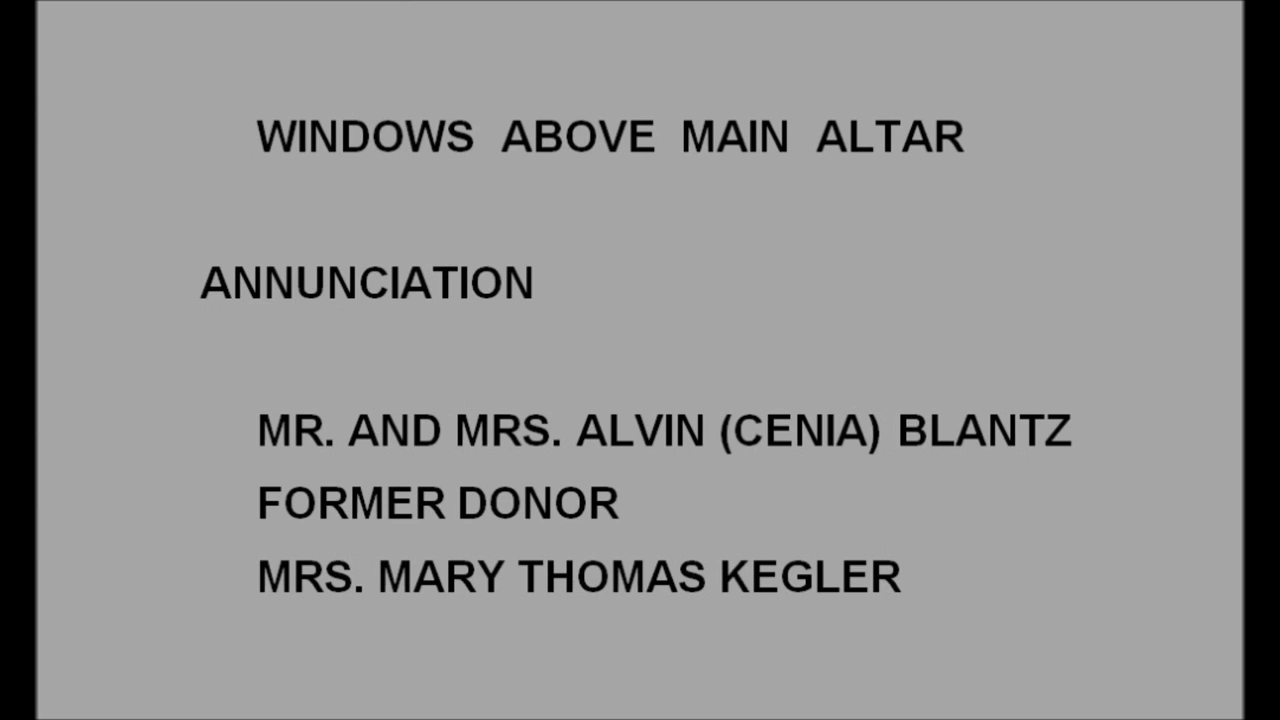 WINDOWS ABOVE MAIN ALTAR
ANNUNCIATION
MR. AND MRS. ALVIN (CENIA) BLANTZ
FORMER DONOR
MRS. MARY THOMAS KEGLER